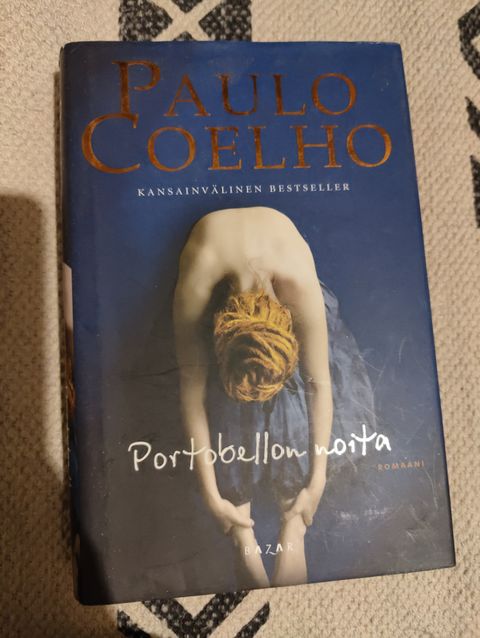 PAULO
COELHO
KANSAINVÄLINEN BESTSELLER
Portobellon noita
ROMAANI
BAZAR